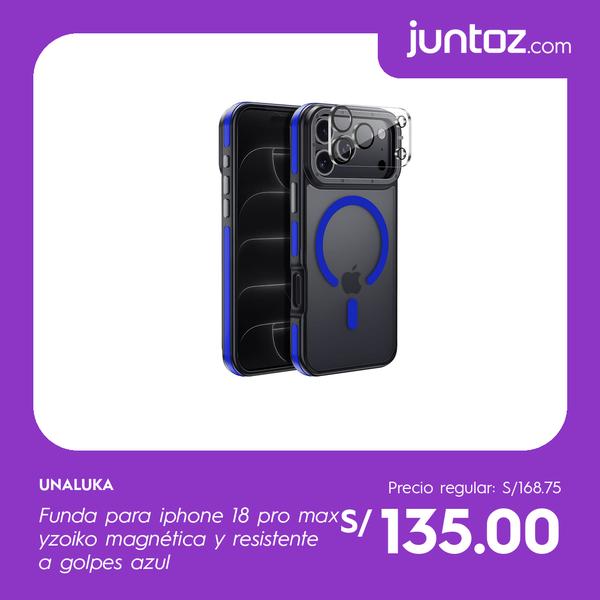 juntoz.com
UNALUKA
Funda para iphone 18 pro max
yzoiko magnética y resistente
a golpes azul
Precio regular: S/168.75
S/ 135.00